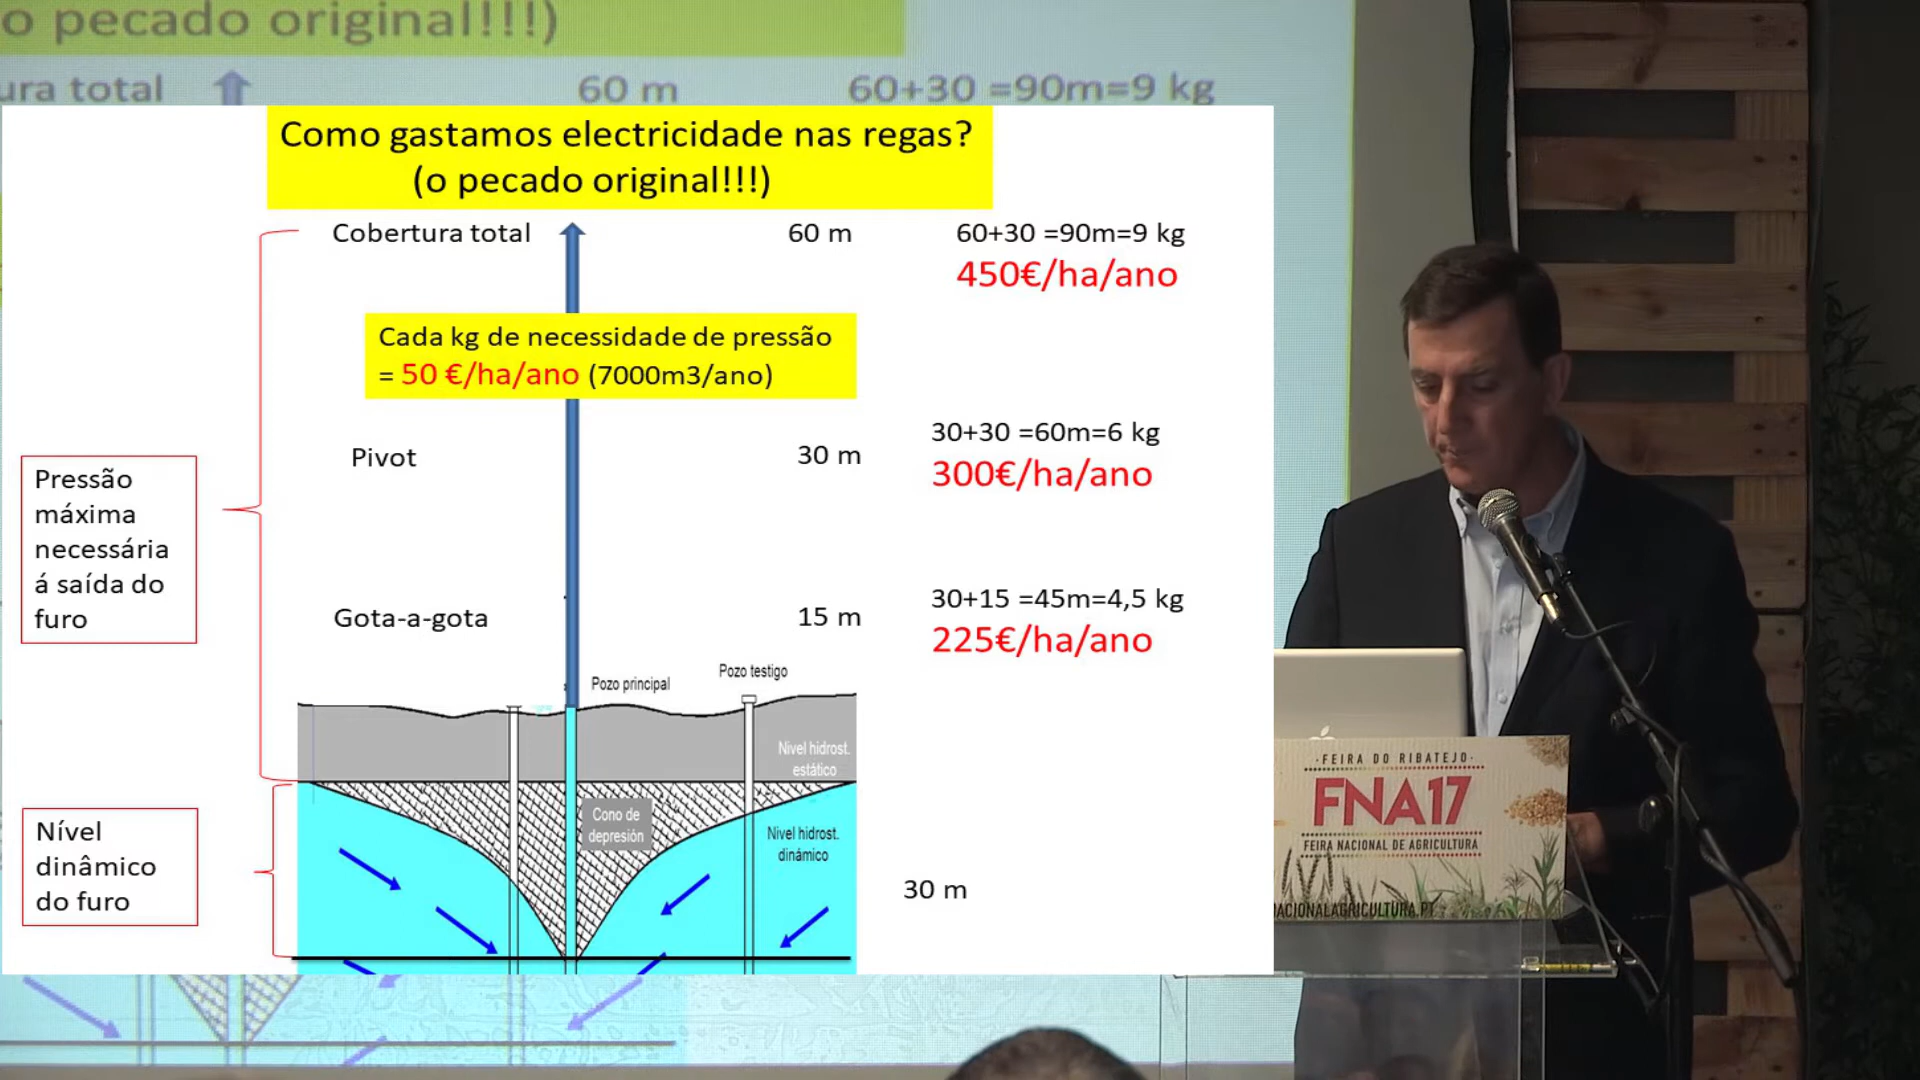 o pecado original!!!)
ura total
60 m
60+30 =90m=9 kg
Como gastamos electricidade nas regas?
(o pecado original!!!)
Cobertura total
60 m
60+30 =90m=9 kg
450€/ha/ano
Cada kg de necessidade de pressão
= 50 €/ha/ano (7000m3/ano)
Pivot
30 m
30+30 =60m=6 kg
300€/ha/ano
Pressão
máxima
necessária
á saída do
furo
Gota-a-gota
15 m
30+15 =45m=4,5 kg
225€/ha/ano
Pozo principal
Pozo testigo
Nivel hidrost.
estático
Cono de
depresión
Nivel hidrost.
dinámico
Nível
dinâmico
do furo
30 m
·FEIRA DO RIBATEJO·
FNA17
FEIRA NACIONAL DE AGRICULTURA
ACIONALAGRICULTURA.PT